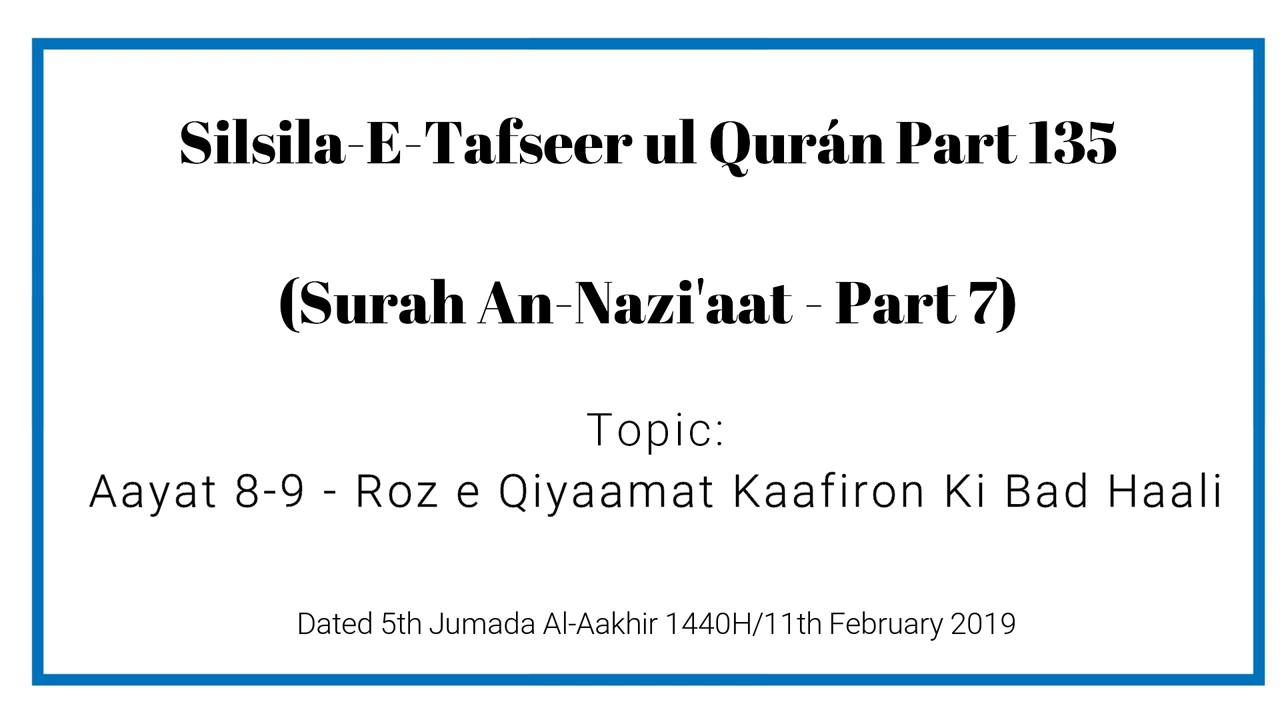 Silsila-E-Tafseer ul Qurán Part 135
(Surah An-Nazi'aat - Part 7)
Topic:
Aayat 8-9 - Roz e Qiyaamat Kaafiron Ki Bad Haali
Dated 5th Jumada Al-Aakhir 1440H/11th February 2019